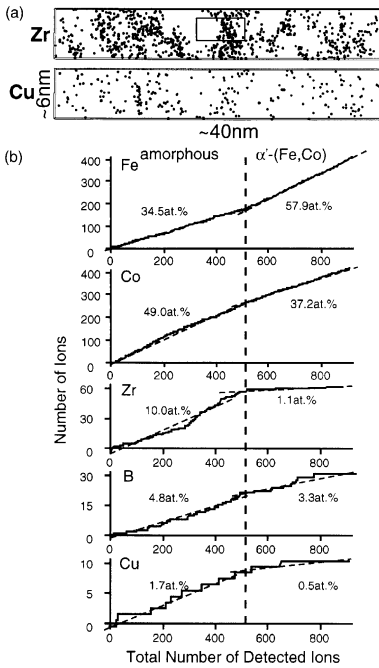 (a)
Zr
Cu
~6nm
~40nm
(b)
amorphous α'-(Fe,Co)
400
300
200
100
0
Fe
34.5at.%
57.9at.%
0 200 400 600 800
400
300
200
100
0
Co
49.0at.%
37.2at.%
0 200 400 600 800
60
30
0
Zr
10.0at.%
1.1at.%
0 200 400 600 800
30
15
0
B
4.8at.%
3.3at.%
0 200 400 600 800
10
5
0
Cu
1.7at.%
0.5at.%
0 200 400 600 800
Number of Ions
Total Number of Detected Ions